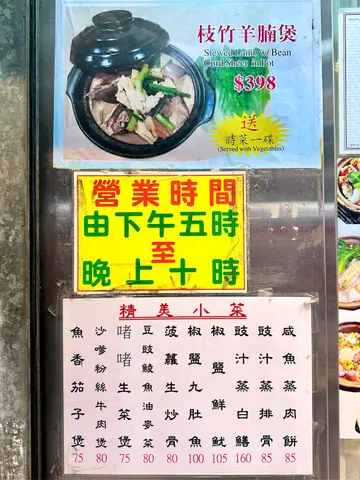 枝竹羊腩煲
Stewed Lamb w/ Bean
Curd Sheet in Pot
$398
送
時菜一碟
(Served with Vegetables)
營業時間
由下午五時
至
晚上十時
精美小菜
魚香茄子煲 75
沙爹粉絲牛肉煲 80
啫啫生菜煲 75
豆豉鯪魚油麥菜 80
菠蘿生炒骨 80
椒鹽九肚魚 100
椒鹽鮮魷 105
豉汁蒸白鱔 160
豉汁蒸排骨 85
咸魚蒸肉餅 85